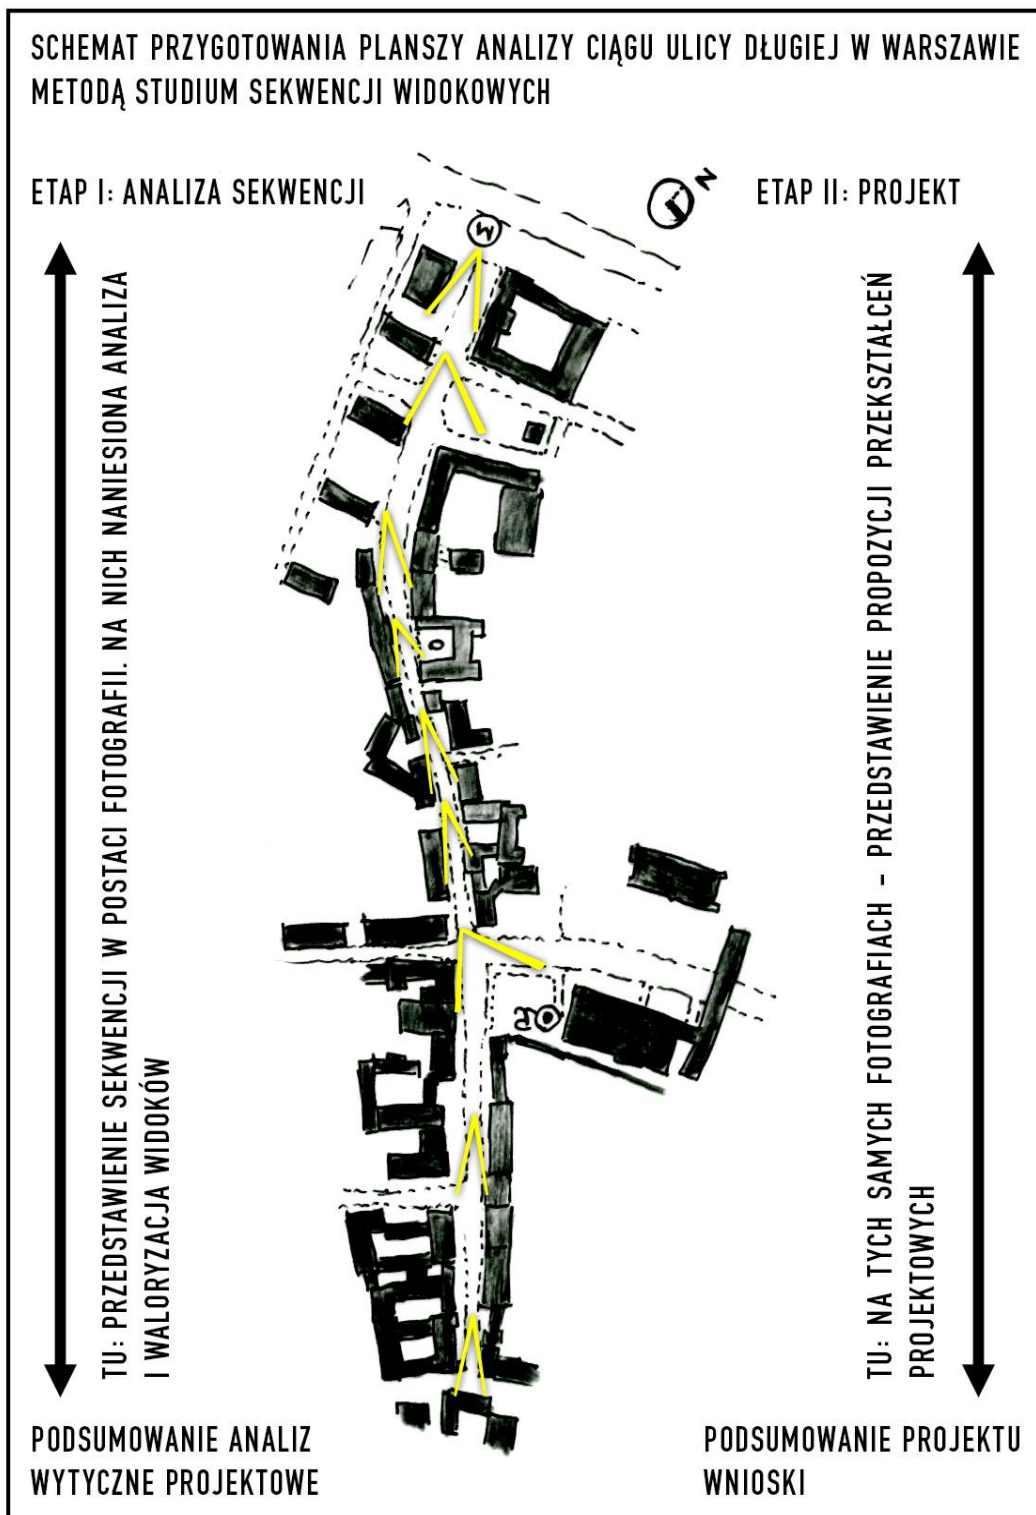 SCHEMAT PRZYGOTOWANIA PLANSZY ANALIZY CIĄGU ULICY DŁUGIEJ W WARSZAWIE
METODĄ STUDIUM SEKWENCJI WIDOKOWYCH
ETAP I: ANALIZA SEKWENCJI
N
ETAP II: PROJEKT
M
TU: PRZEDSTAWIENIE SEKWENCJI W POSTACI FOTOGRAFII. NA NICH NANIESIONA ANALIZA
I WALORYZACJA WIDOKÓW
TU: NA TYCH SAMYCH FOTOGRAFIACH - PRZEDSTAWIENIE PROPOZYCJI PRZEKSZTAŁCEŃ
PROJEKTOWYCH
PODSUMOWANIE ANALIZ
WYTYCZNE PROJEKTOWE
PODSUMOWANIE PROJEKTU
WNIOSKI